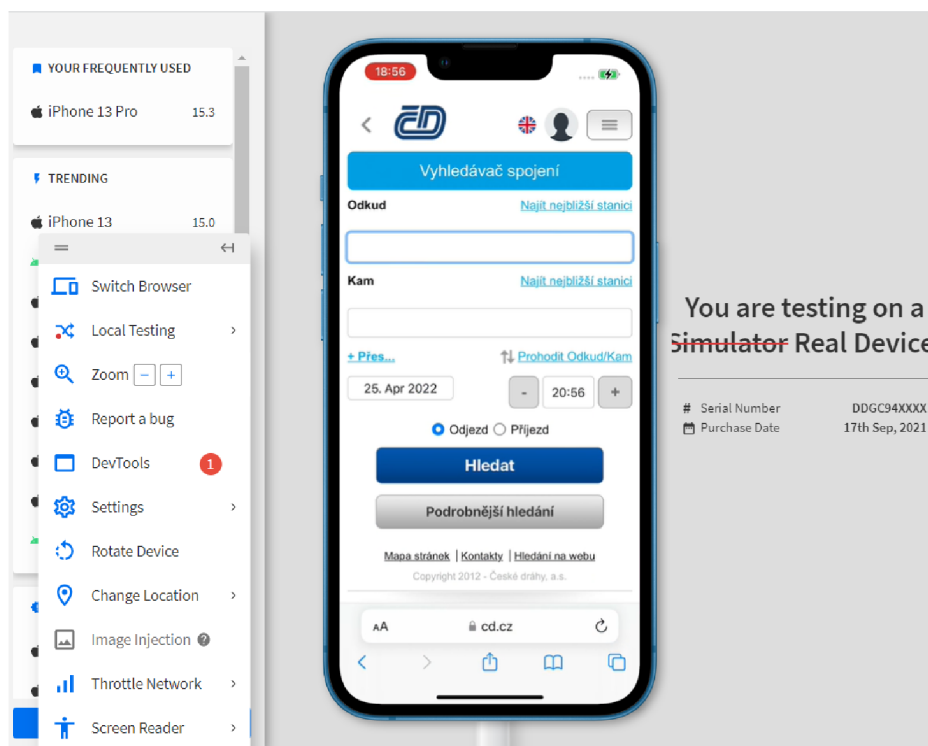 YOUR FREQUENTLY USED
iPhone 13 Pro 15.3
TRENDING
iPhone 13 15.0
Switch Browser
Local Testing
Zoom - +
Report a bug
DevTools 1
Settings
Rotate Device
Change Location
Image Injection ?
Throttle Network
Screen Reader
18:56
ČD
Vyhledávač spojení
Odkud Najít nejbližší stanici
Kam Najít nejbližší stanici
+ Přes... Prohodit Odkud/Kam
25. Apr 2022 - 20:56 +
Odjezd Příjezd
Hledat
Podrobnější hledání
Mapa stránek | Kontakty | Hledání na webu
Copyright 2012 - České dráhy, a.s.
AA cd.cz
You are testing on a
Simulator Real Device
# Serial Number DDGC94XXXX
Purchase Date 17th Sep, 2021